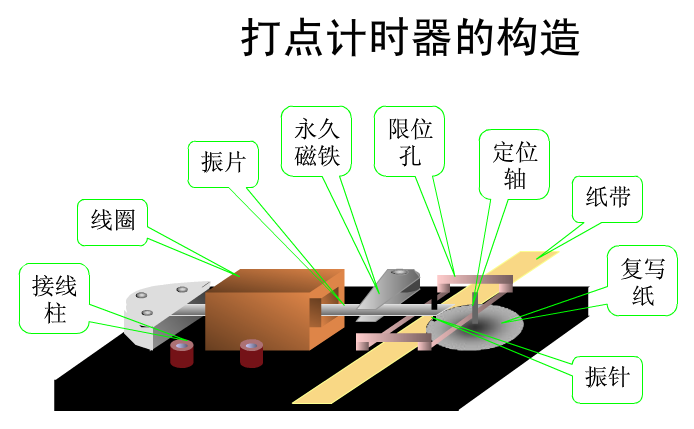 打点计时器的构造
永久
磁铁
限位
孔
振片
定位
轴
纸带
线圈
接线
柱
复写
纸
振针